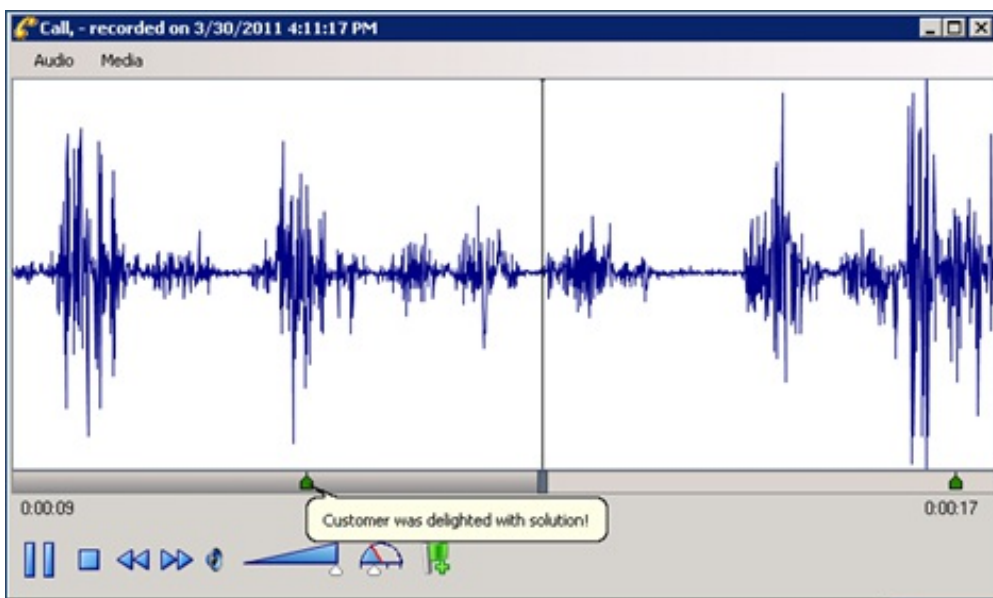 Call, - recorded on 3/30/2011 4:11:17 PM
Audio Media
0:00:09
Customer was delighted with solution!
0:00:17